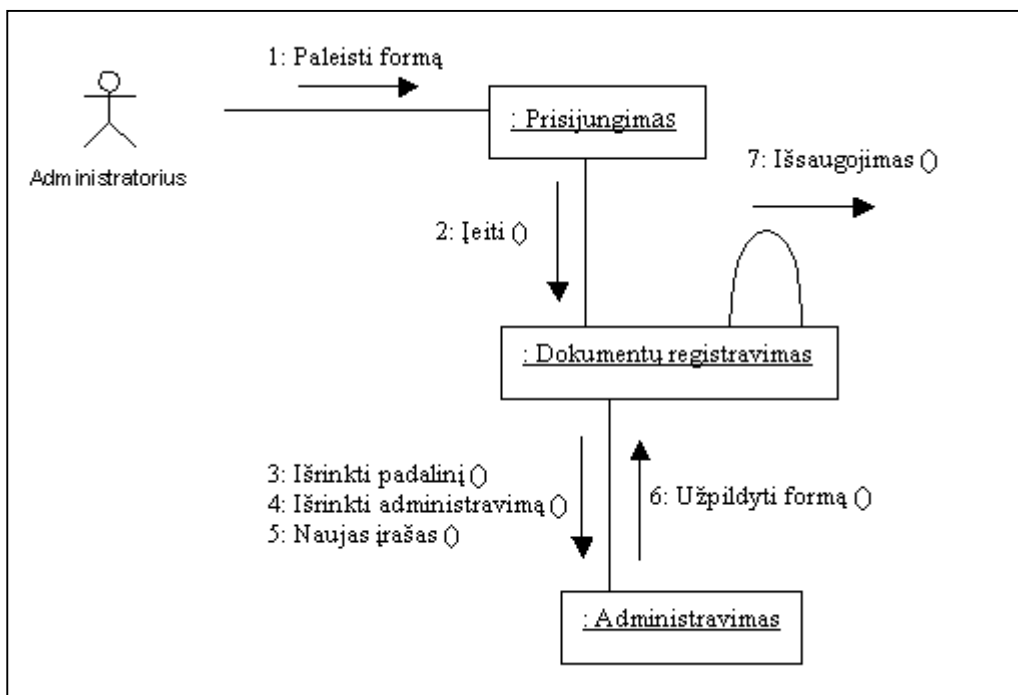 1: Paleisti formą
: Prisijungimas
Administratorius
7: Išsaugojimas ()
2: Įeiti ()
: Dokumentų registravimas
3: Išrinkti padalinį ()
4: Išrinkti administravimą ()
5: Naujas įrašas ()
6: Užpildyti formą ()
: Administravimas